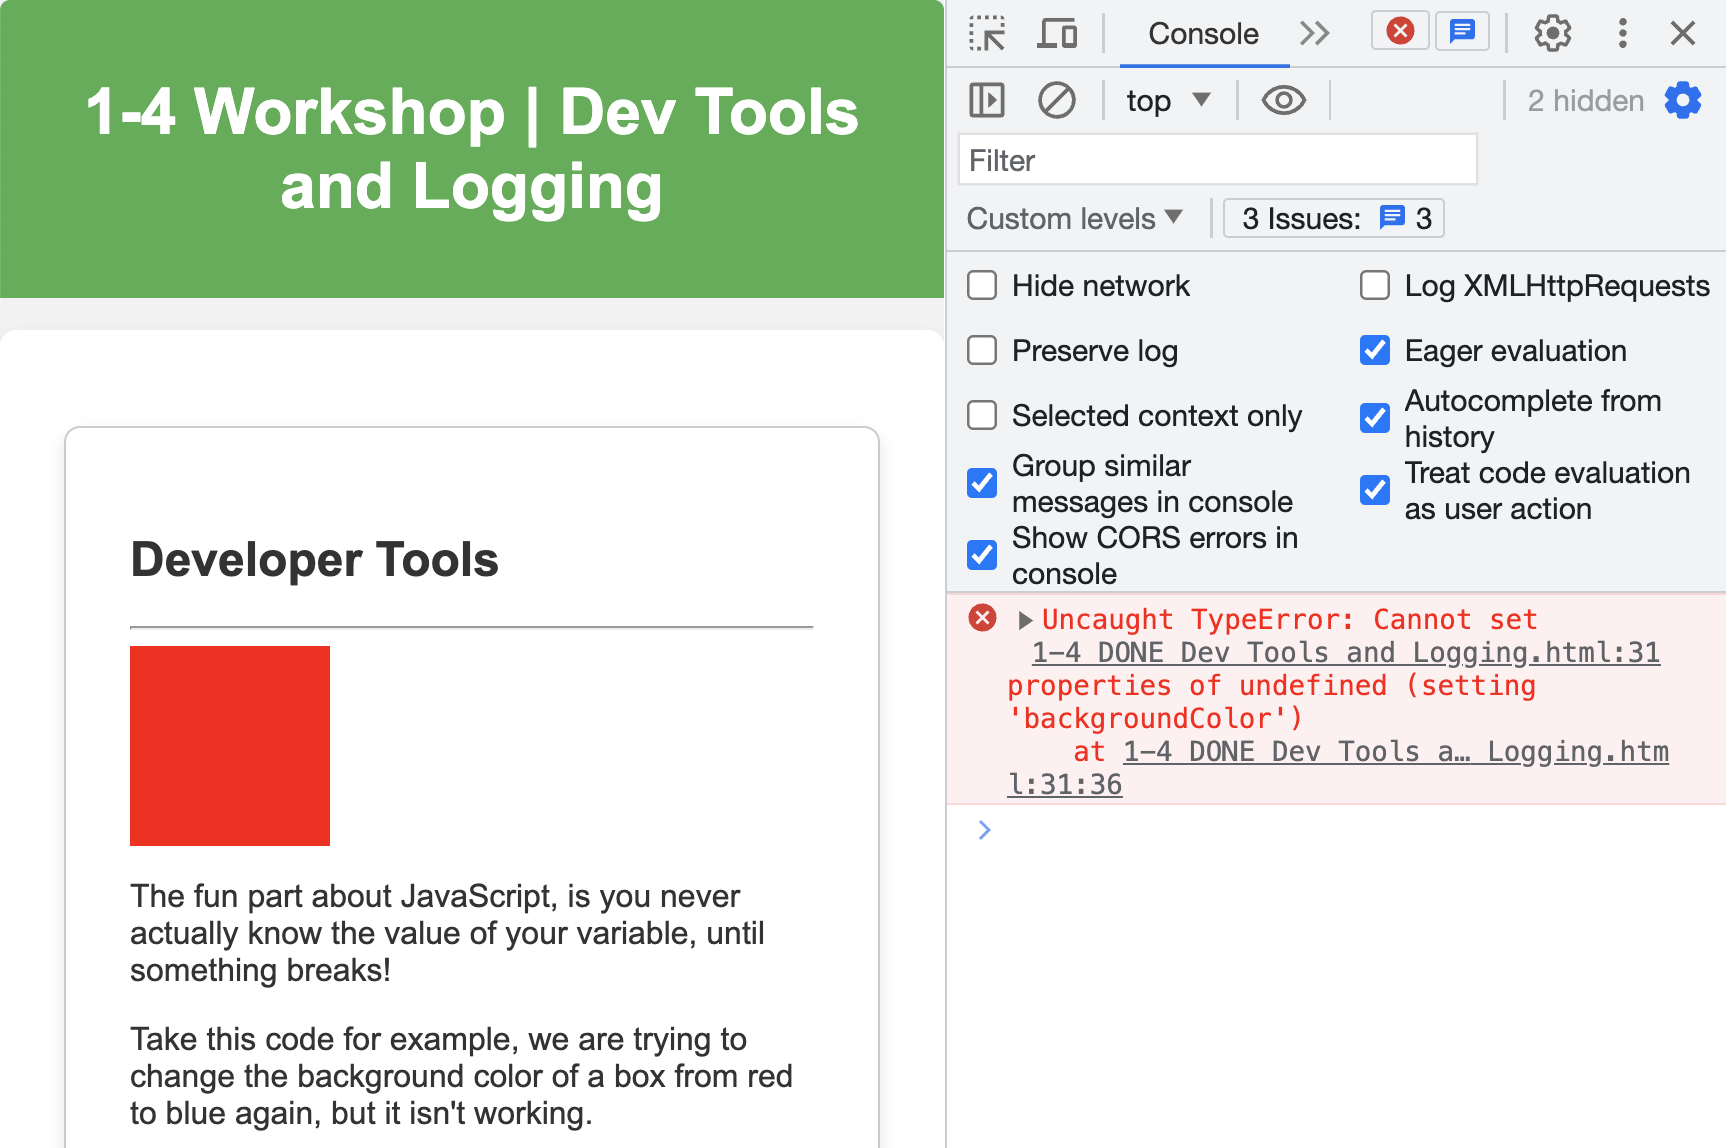 1-4 Workshop | Dev Tools
and Logging
Developer Tools
The fun part about JavaScript, is you never
actually know the value of your variable, until
something breaks!
Take this code for example, we are trying to
change the background color of a box from red
to blue again, but it isn't working.
Console
top
2 hidden
Filter
Custom levels
3 Issues: 3
Hide network
Log XMLHttpRequests
Preserve log
Eager evaluation
Selected context only
Autocomplete from
history
Group similar
messages in console
Treat code evaluation
as user action
Show CORS errors in
console
Uncaught TypeError: Cannot set
1-4 DONE Dev Tools and Logging.html:31
properties of undefined (setting
'backgroundColor')
at 1-4 DONE Dev Tools a… Logging.htm
l:31:36